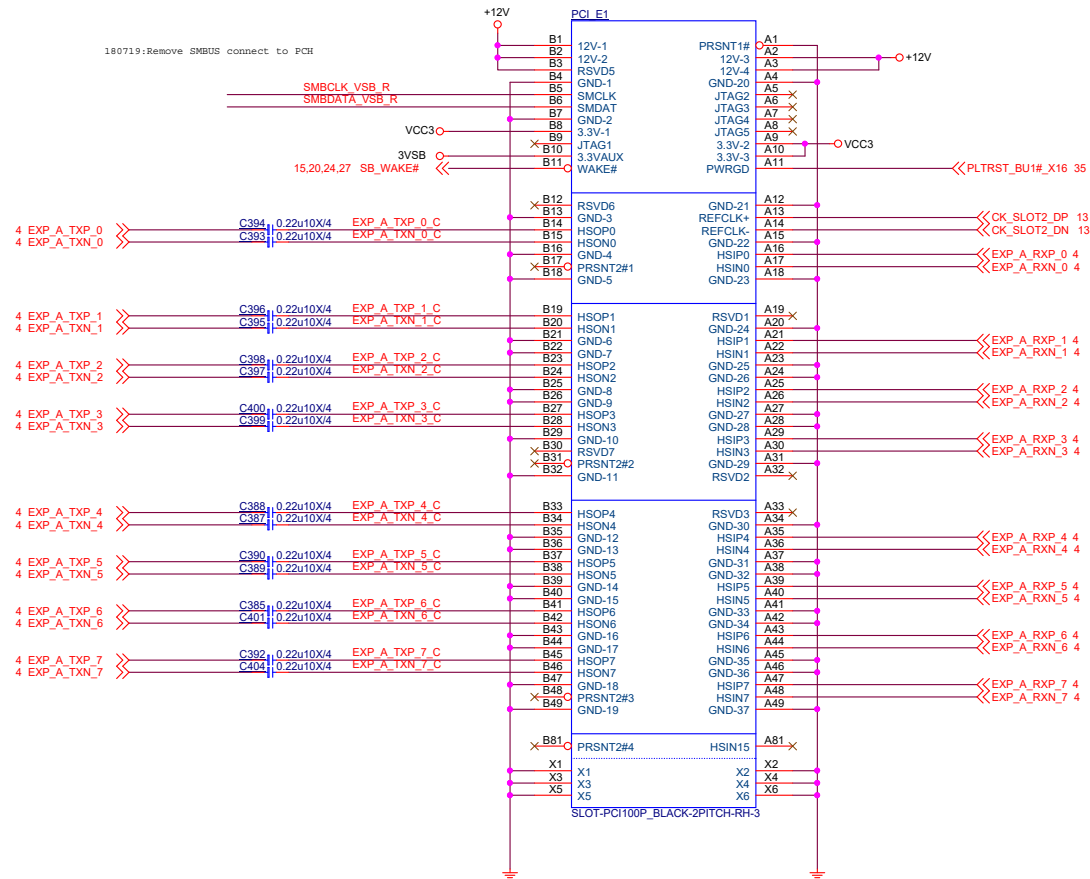 +12V
PCI_E1
180719:Remove SMBUS connect to PCH
B1 12V-1 PRSNT1# A1
B2 12V-2 12V-3 A2 +12V
B3 RSVD5 12V-4 A3
B4 GND-1 GND-20 A4
SMBCLK_VSB_R B5 SMCLK JTAG2 A5
SMBDATA_VSB_R B6 SMDAT JTAG3 A6
B7 GND-2 JTAG4 A7
VCC3 B8 3.3V-1 JTAG5 A8
B9 JTAG1 3.3V-2 A9 VCC3
3VSB B10 3.3VAUX 3.3V-3 A10
15,20,24,27 SB_WAKE# B11 WAKE# PWRGD A11 PLTRST_BU1#_X16 35
B12 RSVD6 GND-21 A12
B13 GND-3 REFCLK+ A13 CK_SLOT2_DP 13
4 EXP_A_TXP_0 C394 0.22u10X/4 EXP_A_TXP_0_C B14 HSOP0 REFCLK- A14 CK_SLOT2_DN 13
4 EXP_A_TXN_0 C393 0.22u10X/4 EXP_A_TXN_0_C B15 HSON0 GND-22 A15
B16 GND-4 HSIP0 A16 EXP_A_RXP_0 4
B17 PRSNT2#1 HSIN0 A17 EXP_A_RXN_0 4
B18 GND-5 GND-23 A18
4 EXP_A_TXP_1 C396 0.22u10X/4 EXP_A_TXP_1_C B19 HSOP1 RSVD1 A19
4 EXP_A_TXN_1 C395 0.22u10X/4 EXP_A_TXN_1_C B20 HSON1 GND-24 A20
B21 GND-6 HSIP1 A21 EXP_A_RXP_1 4
B22 GND-7 HSIN1 A22 EXP_A_RXN_1 4
4 EXP_A_TXP_2 C398 0.22u10X/4 EXP_A_TXP_2_C B23 HSOP2 GND-25 A23
4 EXP_A_TXN_2 C397 0.22u10X/4 EXP_A_TXN_2_C B24 HSON2 GND-26 A24
B25 GND-8 HSIP2 A25 EXP_A_RXP_2 4
B26 GND-9 HSIN2 A26 EXP_A_RXN_2 4
4 EXP_A_TXP_3 C400 0.22u10X/4 EXP_A_TXP_3_C B27 HSOP3 GND-27 A27
4 EXP_A_TXN_3 C399 0.22u10X/4 EXP_A_TXN_3_C B28 HSON3 GND-28 A28
B29 GND-10 HSIP3 A29 EXP_A_RXP_3 4
B30 RSVD7 HSIN3 A30 EXP_A_RXN_3 4
B31 PRSNT2#2 GND-29 A31
B32 GND-11 RSVD2 A32
4 EXP_A_TXP_4 C388 0.22u10X/4 EXP_A_TXP_4_C B33 HSOP4 RSVD3 A33
4 EXP_A_TXN_4 C387 0.22u10X/4 EXP_A_TXN_4_C B34 HSON4 GND-30 A34
B35 GND-12 HSIP4 A35 EXP_A_RXP_4 4
B36 GND-13 HSIN4 A36 EXP_A_RXN_4 4
4 EXP_A_TXP_5 C390 0.22u10X/4 EXP_A_TXP_5_C B37 HSOP5 GND-31 A37
4 EXP_A_TXN_5 C389 0.22u10X/4 EXP_A_TXN_5_C B38 HSON5 GND-32 A38
B39 GND-14 HSIP5 A39 EXP_A_RXP_5 4
B40 GND-15 HSIN5 A40 EXP_A_RXN_5 4
4 EXP_A_TXP_6 C385 0.22u10X/4 EXP_A_TXP_6_C B41 HSOP6 GND-33 A41
4 EXP_A_TXN_6 C401 0.22u10X/4 EXP_A_TXN_6_C B42 HSON6 GND-34 A42
B43 GND-16 HSIP6 A43 EXP_A_RXP_6 4
B44 GND-17 HSIN6 A44 EXP_A_RXN_6 4
4 EXP_A_TXP_7 C392 0.22u10X/4 EXP_A_TXP_7_C B45 HSOP7 GND-35 A45
4 EXP_A_TXN_7 C404 0.22u10X/4 EXP_A_TXN_7_C B46 HSON7 GND-36 A46
B47 GND-18 HSIP7 A47 EXP_A_RXP_7 4
B48 PRSNT2#3 HSIN7 A48 EXP_A_RXN_7 4
B49 GND-19 GND-37 A49
B81 PRSNT2#4 HSIN15 A81
X1 X1 X2 X2
X3 X3 X4 X4
X5 X5 X6 X6
SLOT-PCI100P_BLACK-2PITCH-RH-3